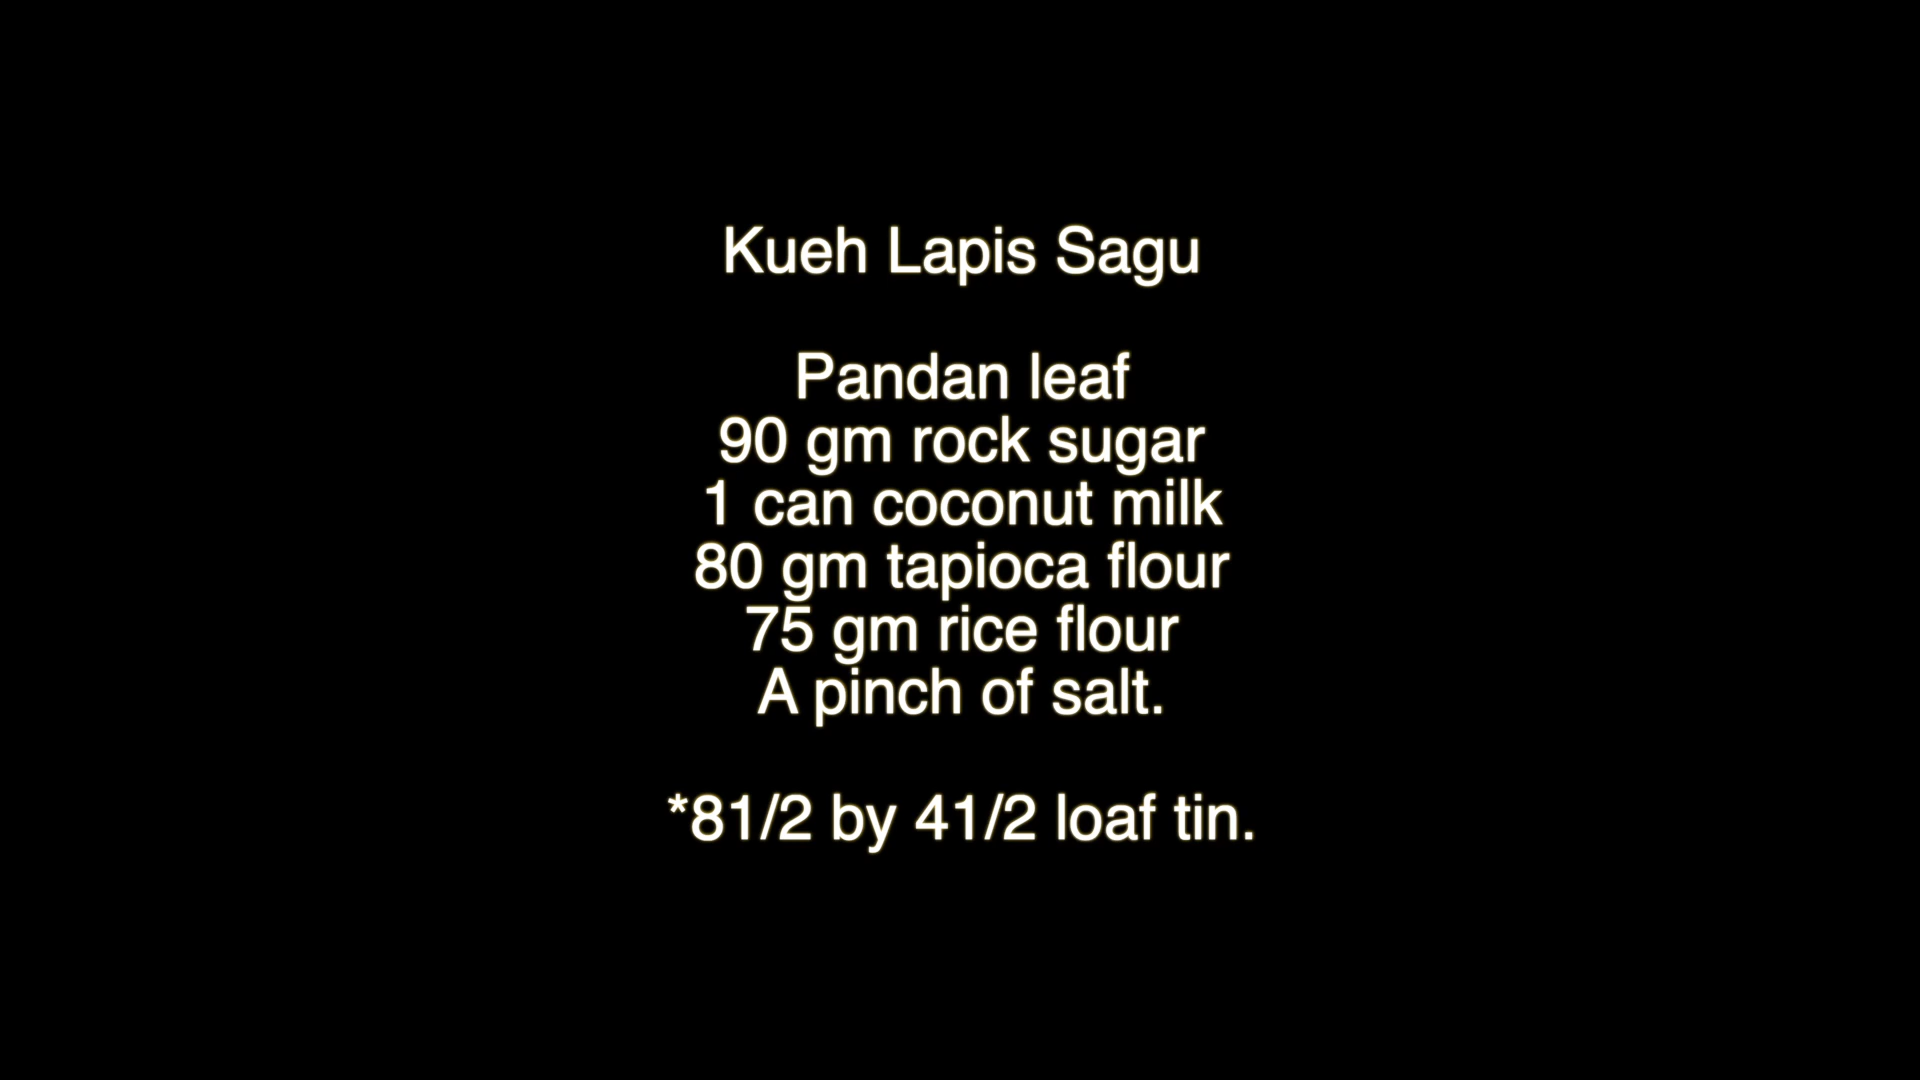 Kueh Lapis Sagu
Pandan leaf
90 gm rock sugar
1 can coconut milk
80 gm tapioca flour
75 gm rice flour
A pinch of salt.
*81/2 by 41/2 loaf tin.